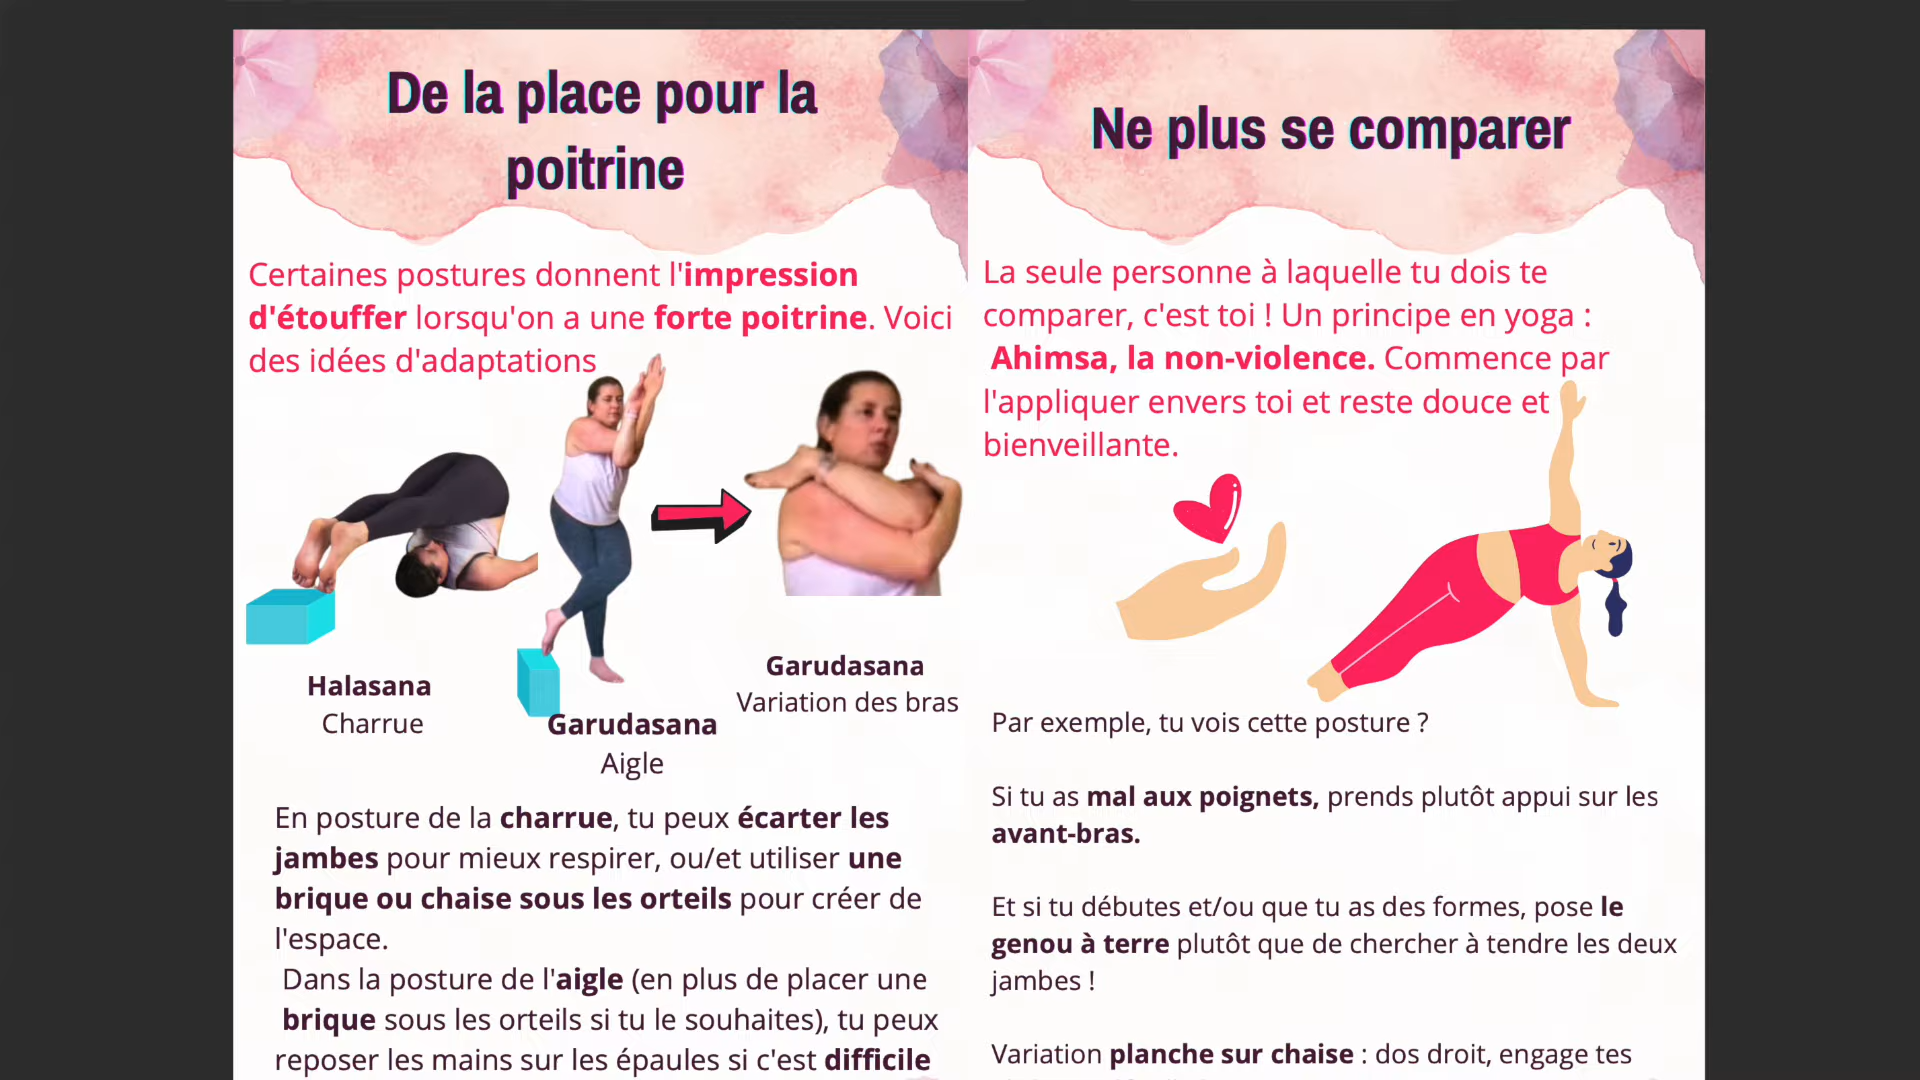 De la place pour la
poitrine
Certaines postures donnent l'impression
d'étouffer lorsqu'on a une forte poitrine. Voici
des idées d'adaptations
Halasana
Charrue
Garudasana
Aigle
Garudasana
Variation des bras
En posture de la charrue, tu peux écarter les
jambes pour mieux respirer, ou/et utiliser une
brique ou chaise sous les orteils pour créer de
l'espace.
Dans la posture de l'aigle (en plus de placer une
brique sous les orteils si tu le souhaites), tu peux
reposer les mains sur les épaules si c'est difficile
Ne plus se comparer
La seule personne à laquelle tu dois te
comparer, c'est toi ! Un principe en yoga :
Ahimsa, la non-violence. Commence par
l'appliquer envers toi et reste douce et
bienveillante.
Par exemple, tu vois cette posture ?
Si tu as mal aux poignets, prends plutôt appui sur les
avant-bras.
Et si tu débutes et/ou que tu as des formes, pose le
genou à terre plutôt que de chercher à tendre les deux
jambes !
Variation planche sur chaise : dos droit, engage tes